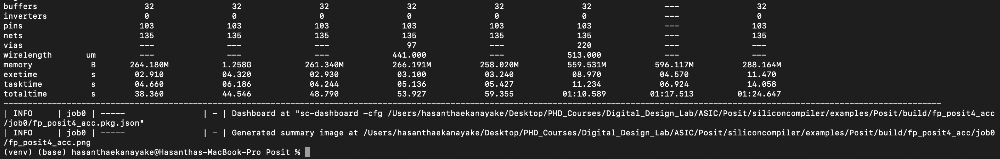 buffers 32 32 32 32 32 32 --- 32
inverters 0 0 0 0 0 0 --- 0
pins 103 103 103 103 103 103 --- 103
nets 135 135 135 135 135 135 --- 135
vias --- --- --- 97 --- 220 --- ---
wirelength um --- --- --- 441.000 --- 513.000 --- ---
memory B 264.180M 1.258G 261.340M 266.191M 258.020M 559.531M 596.117M 288.164M
exetime s 02.910 04.320 02.930 03.100 03.240 08.970 04.570 11.470
tasktime s 04.660 06.186 04.244 05.136 05.427 11.234 06.924 14.058
totaltime s 38.360 44.546 48.790 53.927 59.355 01:10.589 01:17.513 01:24.647
| INFO | job0 | ----- | - | Dashboard at "sc-dashboard -cfg /Users/hasanthaekanayake/Desktop/PHD_Courses/Digital_Design_Lab/ASIC/Posit/siliconcompiler/examples/Posit/build/fp_posit4_acc
/job0/fp_posit4_acc.pkg.json"
| INFO | job0 | ----- | - | Generated summary image at /Users/hasanthaekanayake/Desktop/PHD_Courses/Digital_Design_Lab/ASIC/Posit/siliconcompiler/examples/Posit/build/fp_posit4_acc/job0
/fp_posit4_acc.png
(venv) (base) hasanthaekanayake@Hasanthas-MacBook-Pro Posit %